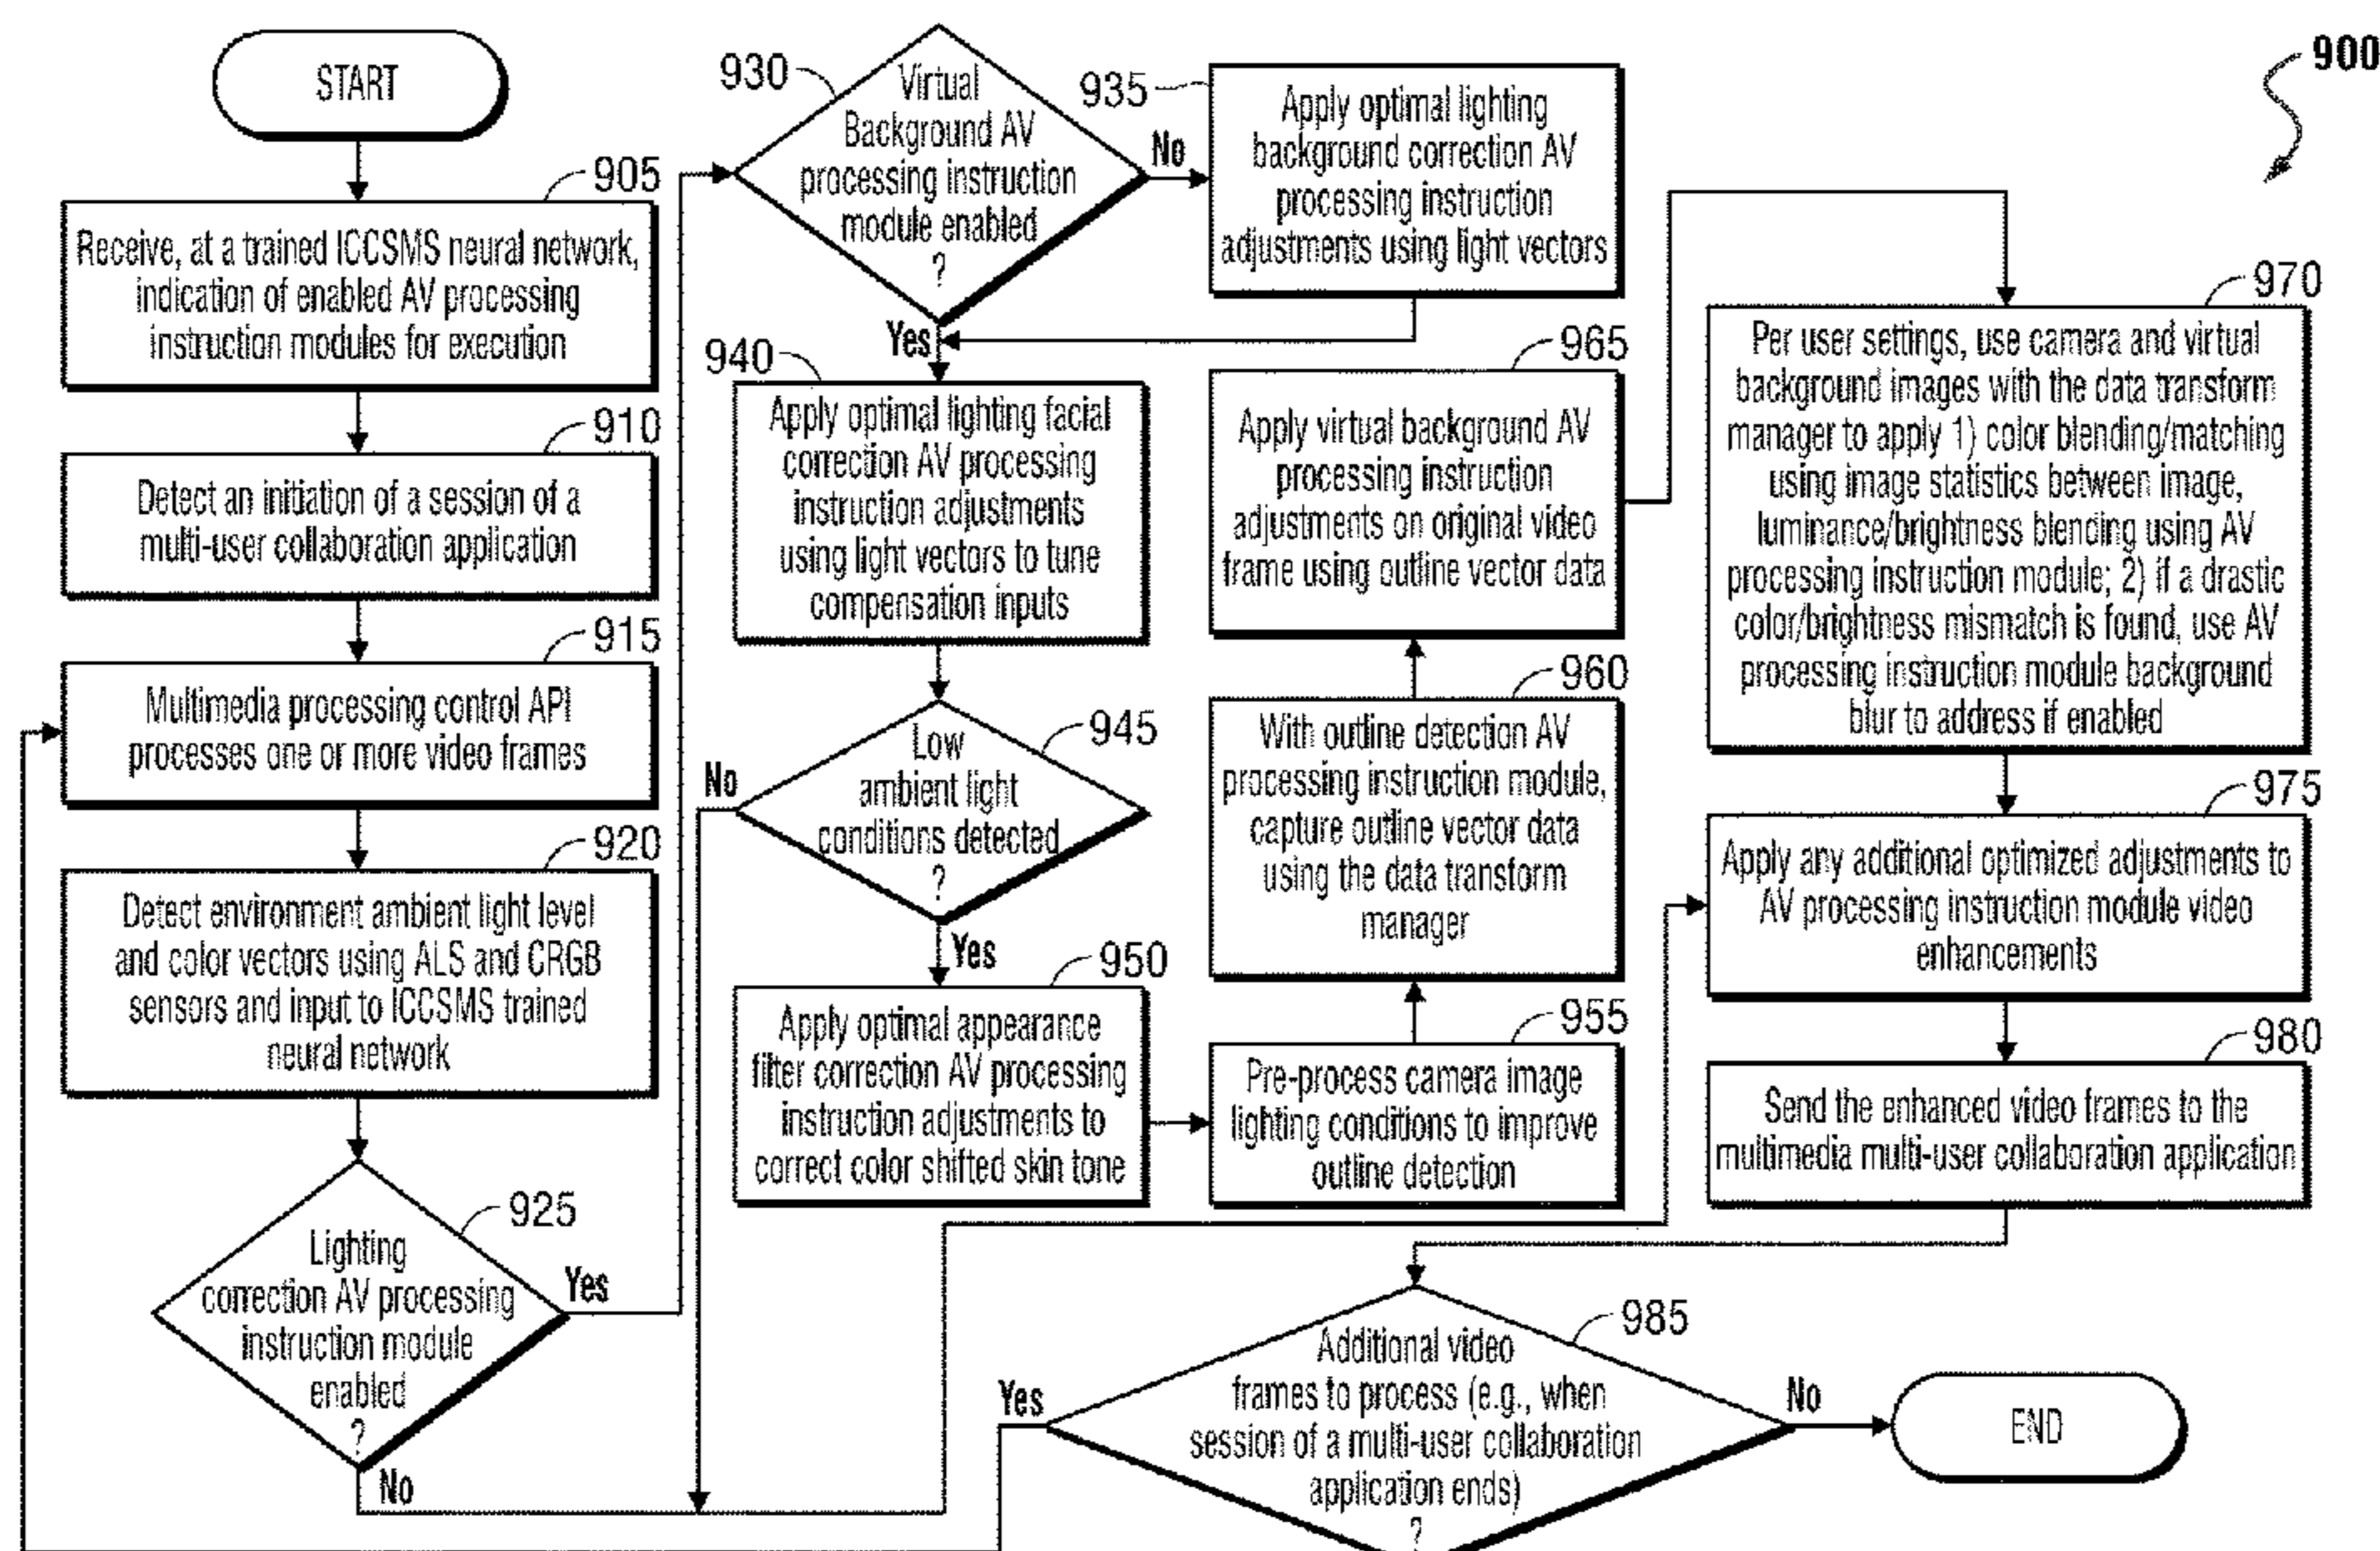 900
START
905
Receive, at a trained ICCSMS neural network,
indication of enabled AV processing
instruction modules for execution
910
Detect an initiation of a session of a
multi-user collaboration application
915
Multimedia processing control API
processes one or more video frames
920
Detect environment ambient light level
and color vectors using ALS and CRGB
sensors and input to ICCSMS trained
neural network
925
Lighting
correction AV processing
instruction module
enabled
?
Yes
No
930
Virtual
Background AV
processing instruction
module enabled
?
No
Yes
935
Apply optimal lighting
background correction AV
processing instruction
adjustments using light vectors
940
Apply optimal lighting facial
correction AV processing
instruction adjustments
using light vectors to tune
compensation inputs
945
Low
ambient light
conditions detected
?
No
Yes
950
Apply optimal appearance
filter correction AV processing
instruction adjustments to
correct color shifted skin tone
955
Pre-process camera image
lighting conditions to improve
outline detection
960
With outline detection AV
processing instruction module,
capture outline vector data
using the data transform
manager
965
Apply virtual background AV
processing instruction
adjustments on original video
frame using outline vector data
970
Per user settings, use camera and virtual
background images with the data transform
manager to apply 1) color blending/matching
using image statistics between image,
luminance/brightness blending using AV
processing instruction module; 2) if a drastic
color/brightness mismatch is found, use AV
processing instruction module background
blur to address if enabled
975
Apply any additional optimized adjustments to
AV processing instruction module video
enhancements
980
Send the enhanced video frames to the
multimedia multi-user collaboration application
985
Additional video
frames to process (e.g., when
session of a multi-user collaboration
application ends)
?
Yes
No
END